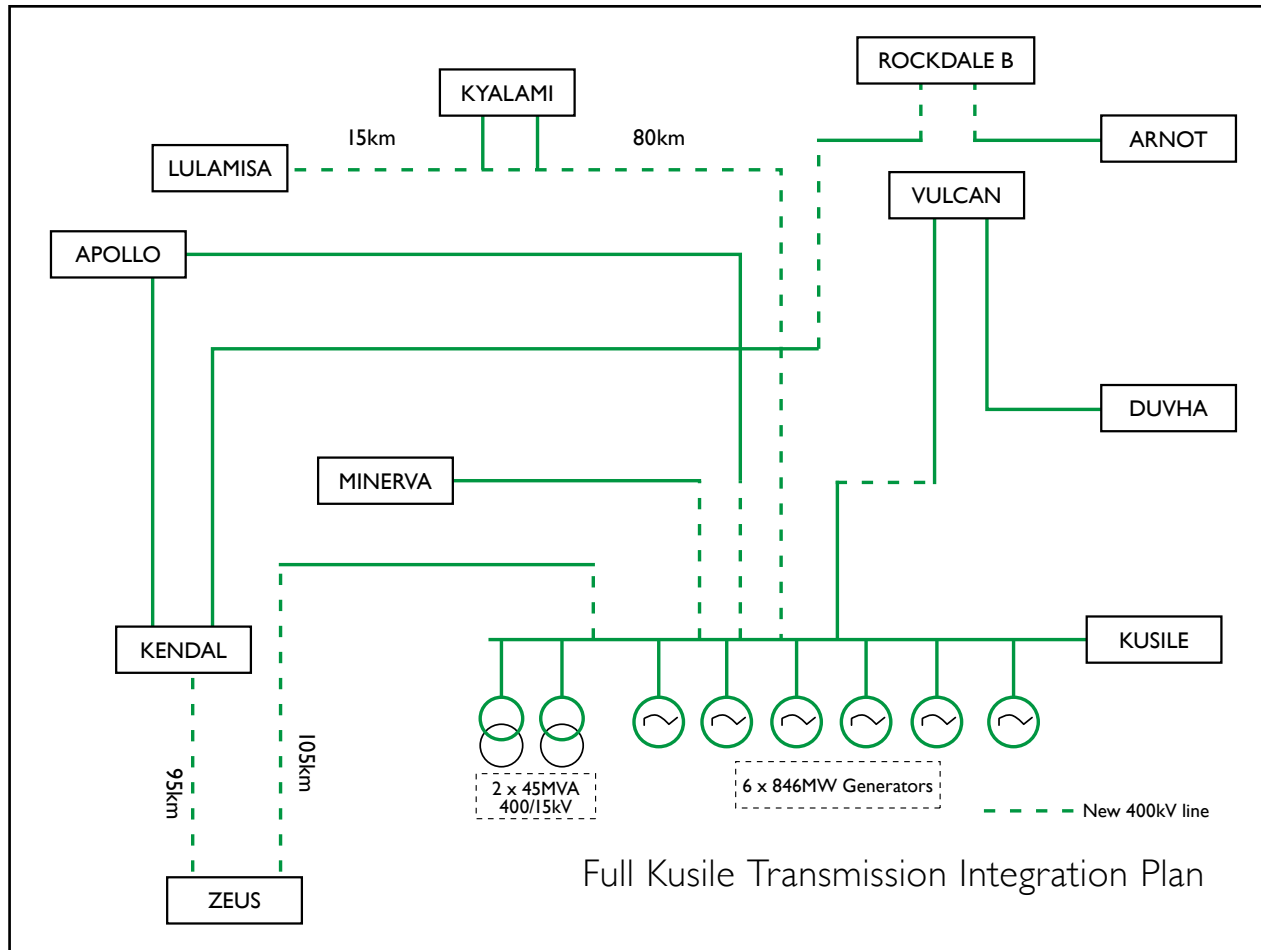 ROCKDALE B
KYALAMI
15km
80km
ARNOT
LULAMISA
VULCAN
APOLLO
DUVHA
MINERVA
KENDAL
KUSILE
95km
105km
2 x 45MVA
400/15kV
6 x 846MW Generators
New 400kV line
Full Kusile Transmission Integration Plan
ZEUS